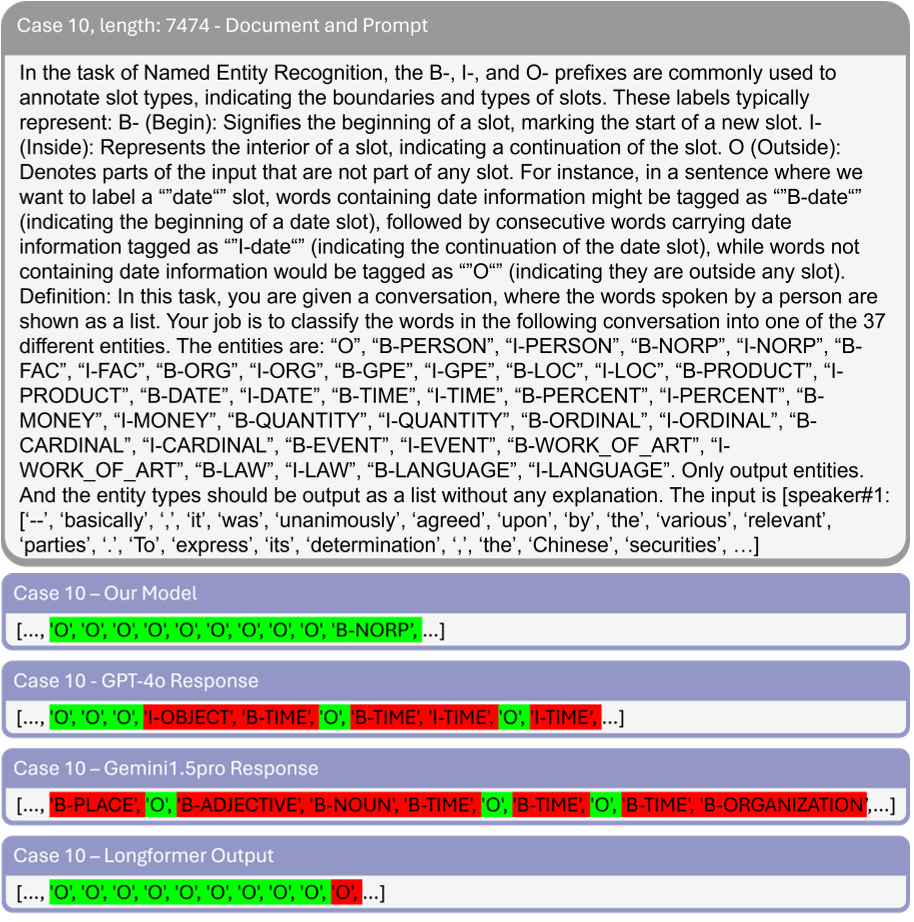 Case 10, length: 7474 - Document and Prompt
In the task of Named Entity Recognition, the B-, I-, and O- prefixes are commonly used to
annotate slot types, indicating the boundaries and types of slots. These labels typically
represent: B- (Begin): Signifies the beginning of a slot, marking the start of a new slot. I-
(Inside): Represents the interior of a slot, indicating a continuation of the slot. O (Outside):
Denotes parts of the input that are not part of any slot. For instance, in a sentence where we
want to label a “”date“” slot, words containing date information might be tagged as “”B-date“”
(indicating the beginning of a date slot), followed by consecutive words carrying date
information tagged as “”I-date“” (indicating the continuation of the date slot), while words not
containing date information would be tagged as “”O“” (indicating they are outside any slot).
Definition: In this task, you are given a conversation, where the words spoken by a person are
shown as a list. Your job is to classify the words in the following conversation into one of the 37
different entities. The entities are: “O”, “B-PERSON”, “I-PERSON”, “B-NORP”, “I-NORP”, “B-
FAC”, “I-FAC”, “B-ORG”, “I-ORG”, “B-GPE”, “I-GPE”, “B-LOC”, “I-LOC”, “B-PRODUCT”, “I-
PRODUCT”, “B-DATE”, “I-DATE”, “B-TIME”, “I-TIME”, “B-PERCENT”, “I-PERCENT”, “B-
MONEY”, “I-MONEY”, “B-QUANTITY”, “I-QUANTITY”, “B-ORDINAL”, “I-ORDINAL”, “B-
CARDINAL”, “I-CARDINAL”, “B-EVENT”, “I-EVENT”, “B-WORK_OF_ART”, “I-
WORK_OF_ART”, “B-LAW”, “I-LAW”, “B-LANGUAGE”, “I-LANGUAGE”. Only output entities.
And the entity types should be output as a list without any explanation. The input is [speaker#1:
[‘--’, ‘basically’, ‘,’, ‘it’, ‘was’, ‘unanimously’, ‘agreed’, ‘upon’, ‘by’, ‘the’, ‘various’, ‘relevant’,
‘parties’, ‘.’, ‘To’, ‘express’, ‘its’, ‘determination’, ‘,’, ‘the’, ‘Chinese’, ‘securities’, …]
Case 10 – Our Model
[..., 'O', 'O', 'O', 'O', 'O', 'O', 'O', 'O', 'O', 'B-NORP', ...]
Case 10 - GPT-4o Response
[..., 'O', 'O', 'O', 'I-OBJECT', 'B-TIME', 'O', 'B-TIME', 'I-TIME', 'O', 'I-TIME', ...]
Case 10 – Gemini1.5pro Response
[..., 'B-PLACE', 'O', 'B-ADJECTIVE', 'B-NOUN', 'B-TIME', 'O', 'B-TIME', 'O', 'B-TIME', 'B-ORGANIZATION',...]
Case 10 – Longformer Output
[..., 'O', 'O', 'O', 'O', 'O', 'O', 'O', 'O', 'O', 'O', ...]